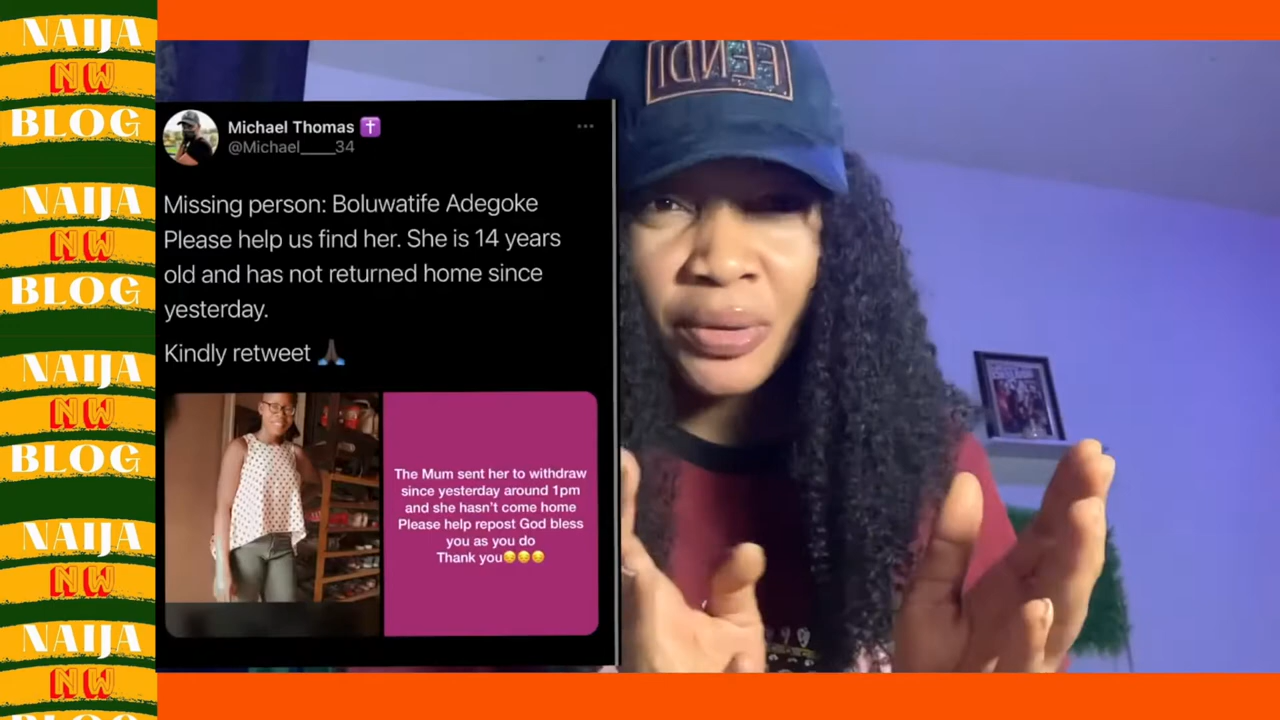 NAIJA
NW
BLOG
NAIJA
NW
BLOG
NAIJA
NW
BLOG
NAIJA
NW
BLOG
NAIJA
NW
BLOG
FENDI
Michael Thomas ✝️
@Michael____34
Missing person: Boluwatife Adegoke
Please help us find her. She is 14 years
old and has not returned home since
yesterday.
Kindly retweet 🙏🏿
The Mum sent her to withdraw
since yesterday around 1pm
and she hasn't come home
Please help repost God bless
you as you do
Thank you😔😔😔